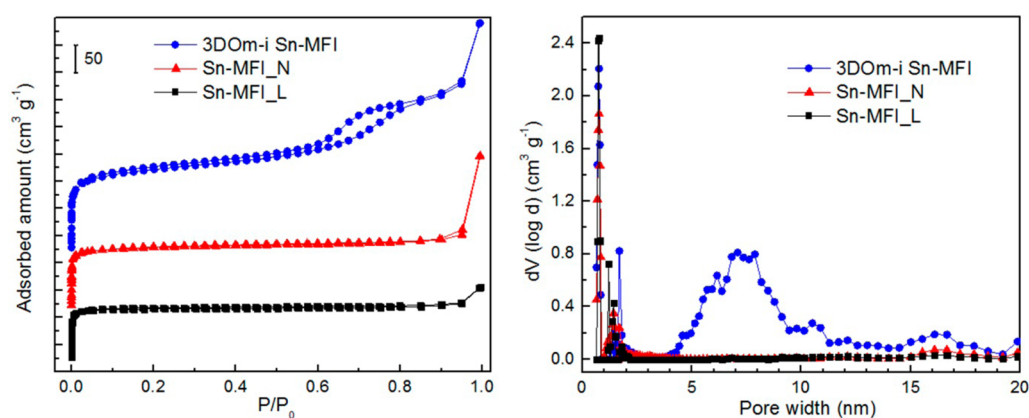 50
3DOm-i Sn-MFI
Sn-MFI_N
Sn-MFI_L
Adsorbed amount (cm³ g⁻¹)
0.0 0.2 0.4 0.6 0.8 1.0
P/P₀
2.4
2.0
1.6
1.2
0.8
0.4
0.0
3DOm-i Sn-MFI
Sn-MFI_N
Sn-MFI_L
dV (log d) (cm³ g⁻¹)
0 5 10 15 20
Pore width (nm)